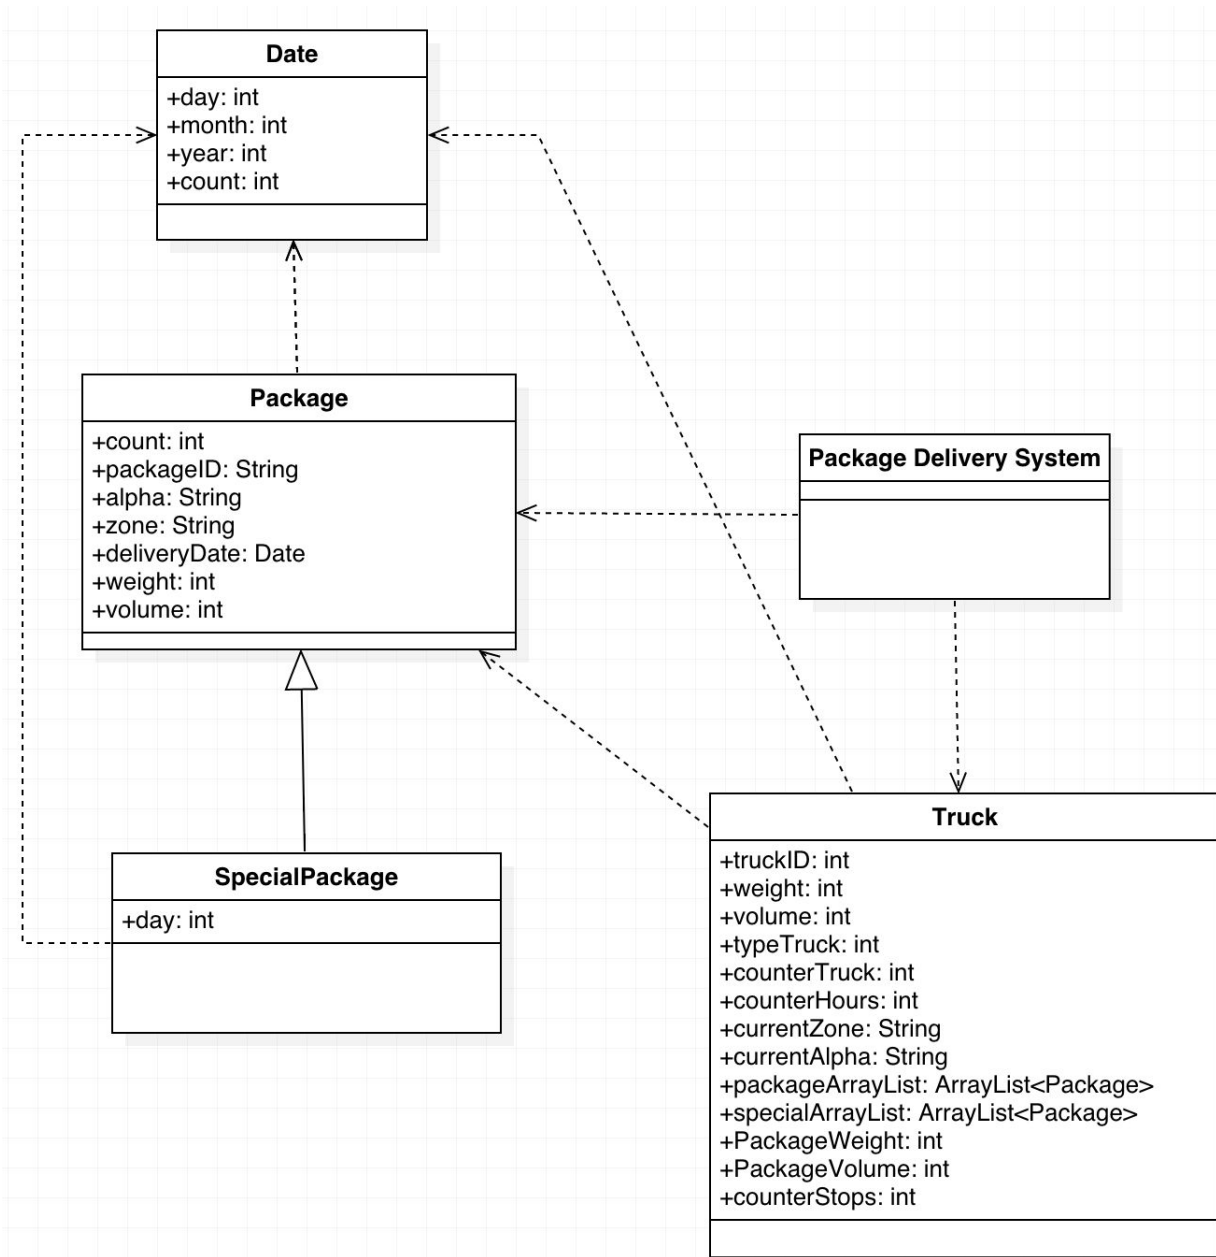 Date
+day: int
+month: int
+year: int
+count: int
Package
+count: int
+packageID: String
+alpha: String
+zone: String
+deliveryDate: Date
+weight: int
+volume: int
Package Delivery System
SpecialPackage
+day: int
Truck
+truckID: int
+weight: int
+volume: int
+typeTruck: int
+counterTruck: int
+counterHours: int
+currentZone: String
+currentAlpha: String
+packageArrayList: ArrayList<Package>
+specialArrayList: ArrayList<Package>
+PackageWeight: int
+PackageVolume: int
+counterStops: int